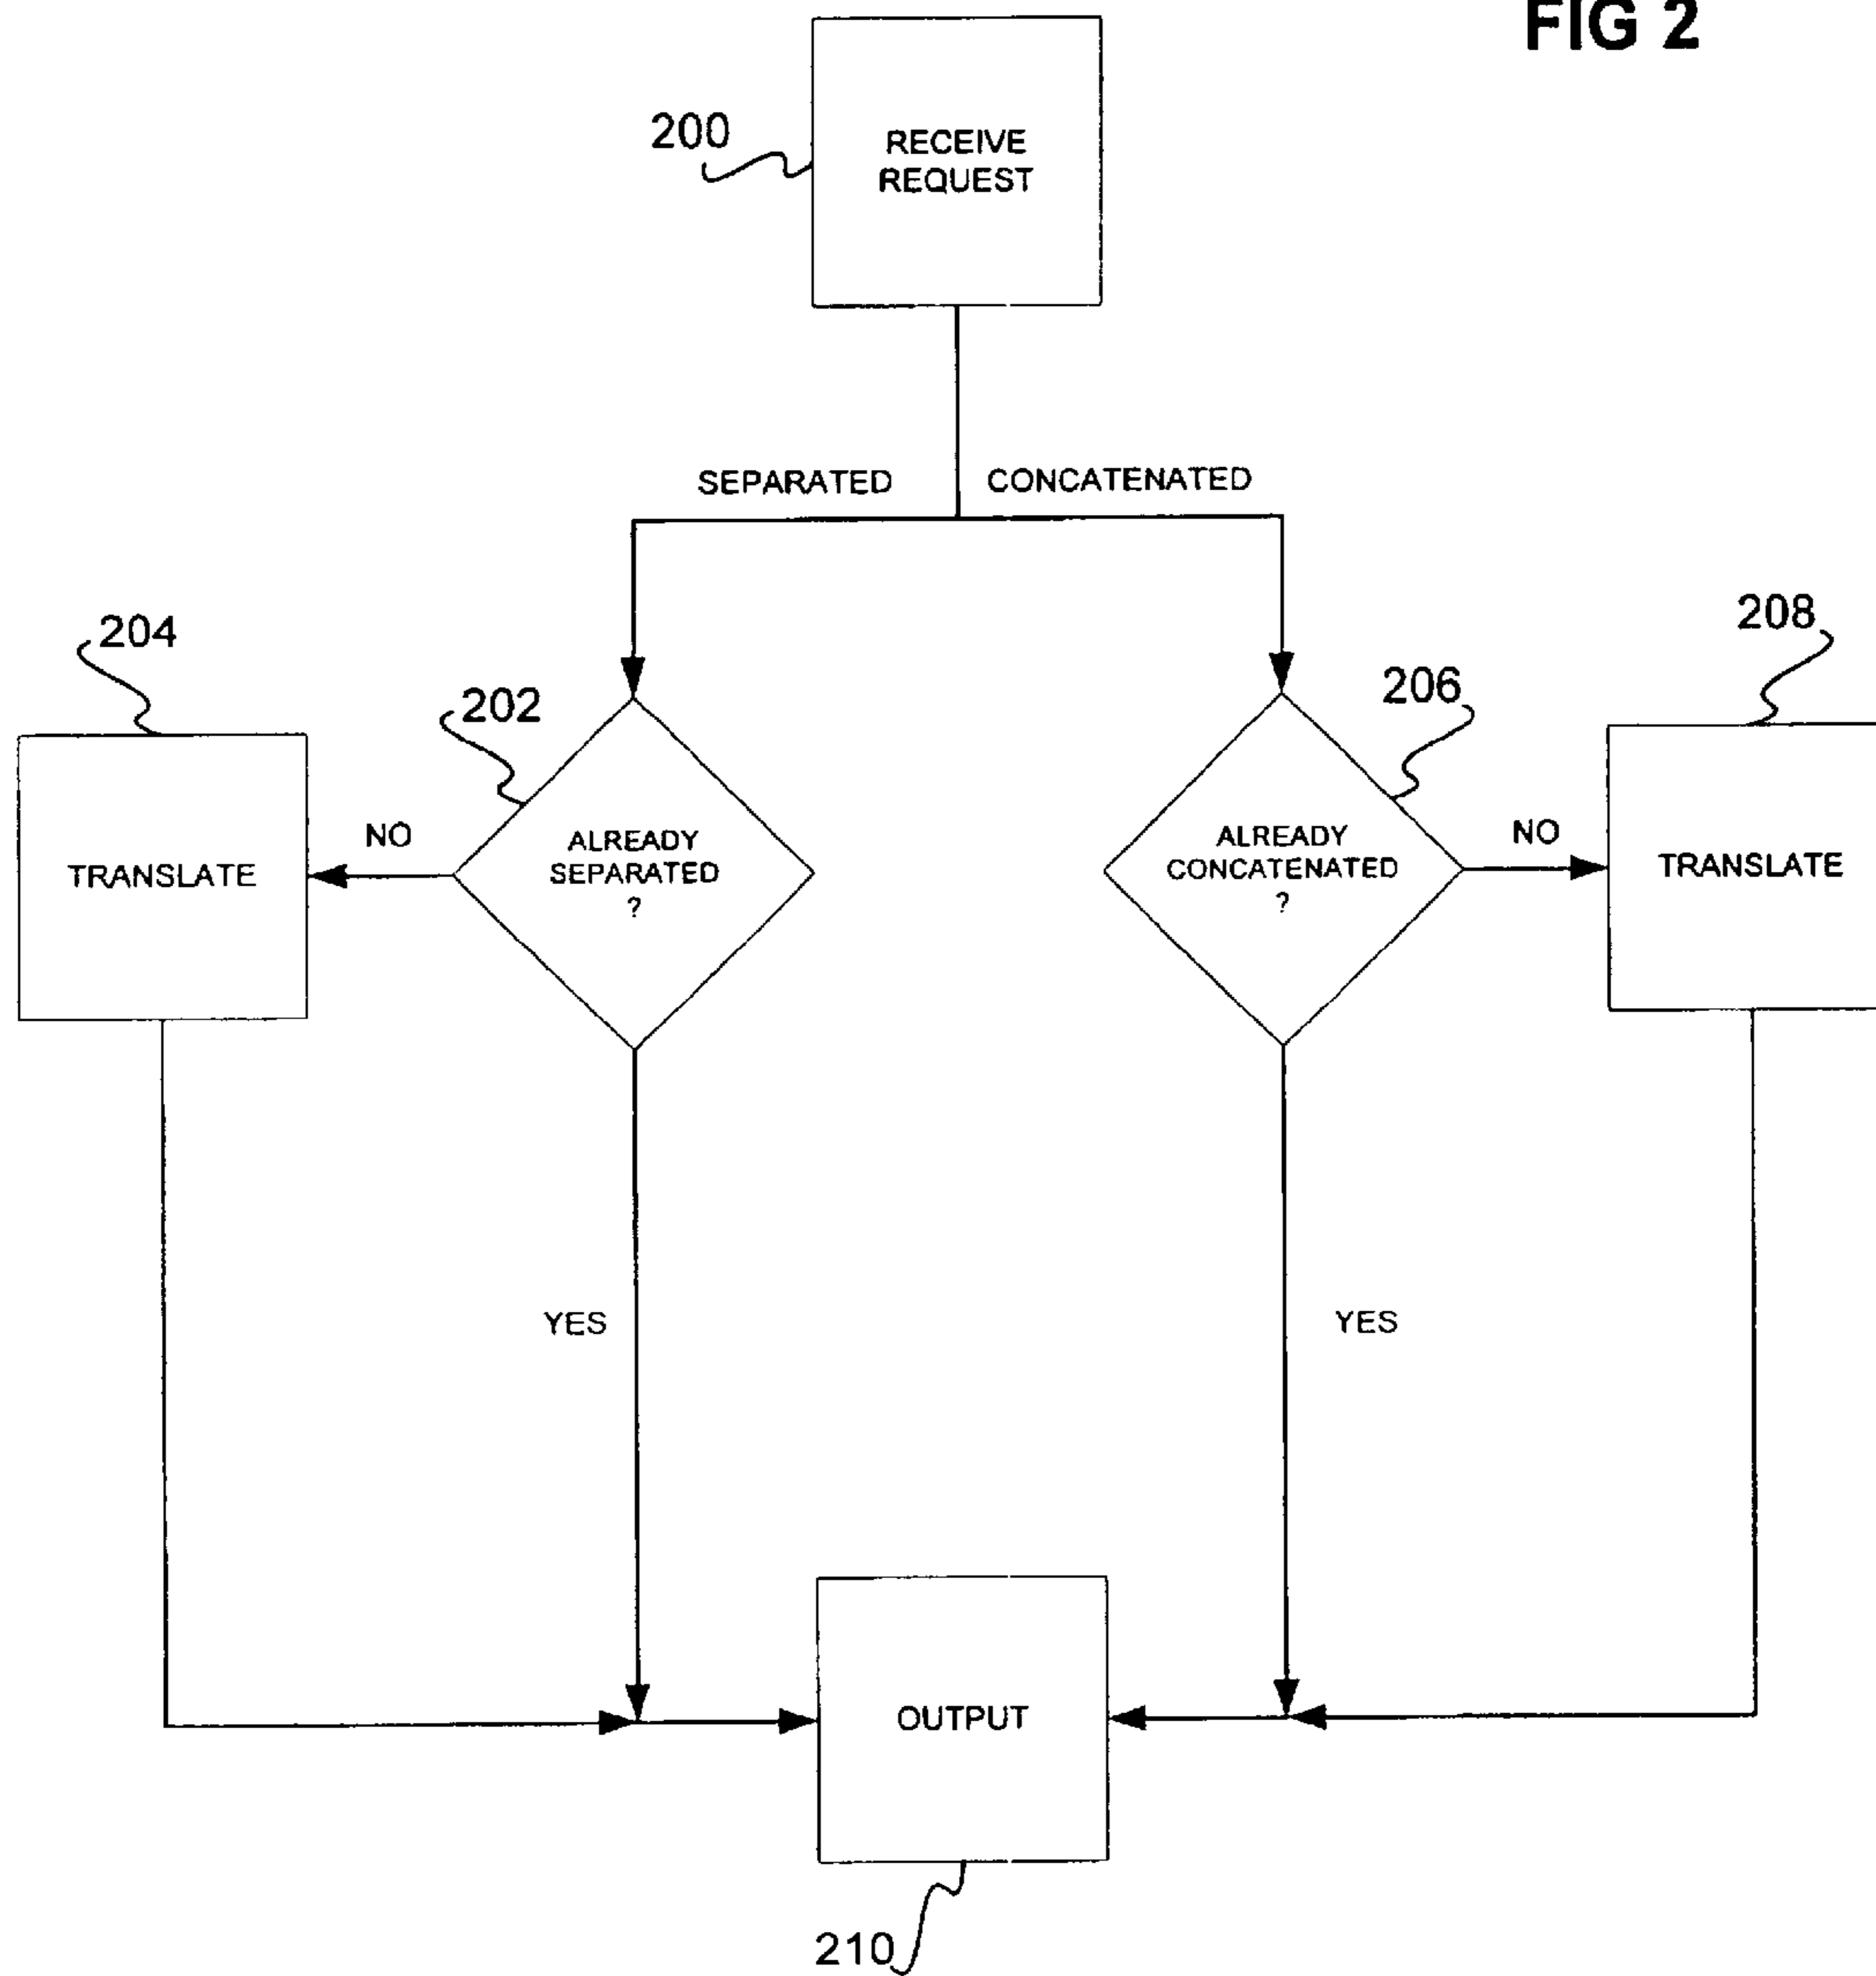 FIG 2
200
RECEIVE
REQUEST
SEPARATED
CONCATENATED
204
202
206
208
TRANSLATE
NO
ALREADY
SEPARATED
?
ALREADY
CONCATENATED
?
NO
TRANSLATE
YES
YES
OUTPUT
210